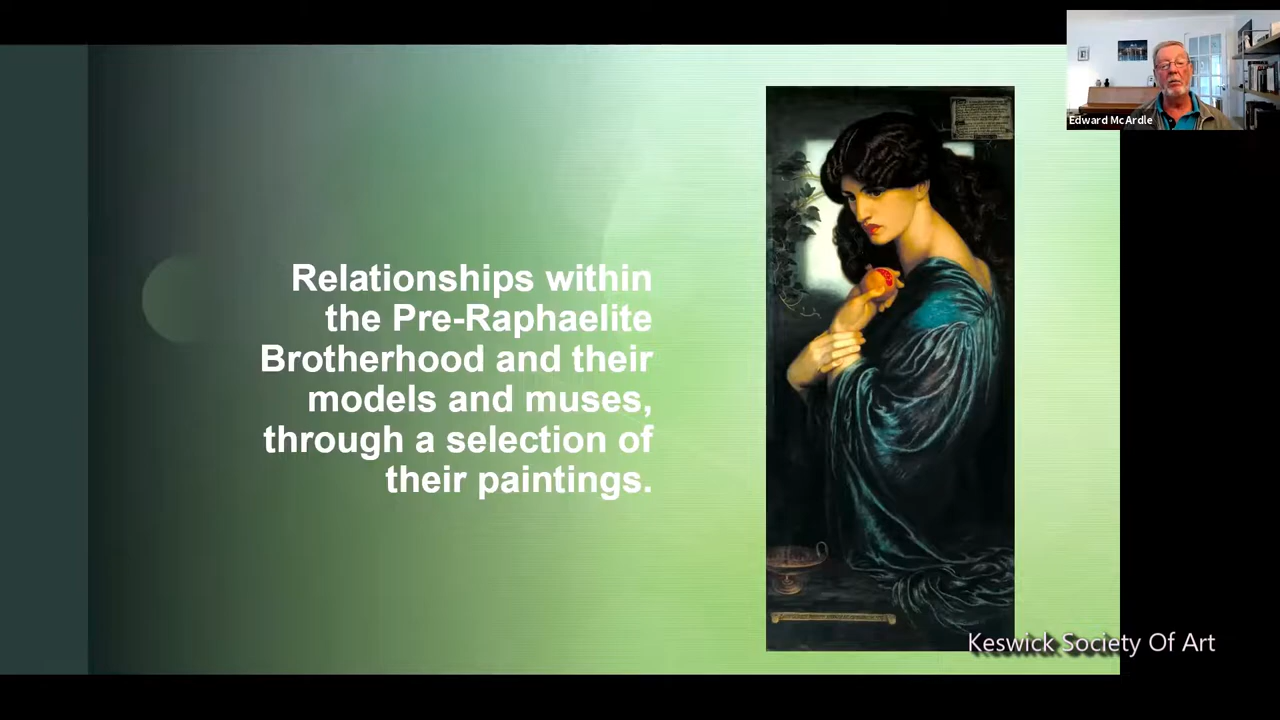 Edward McArdle
Relationships within
the Pre-Raphaelite
Brotherhood and their
models and muses,
through a selection of
their paintings.
Keswick Society Of Art